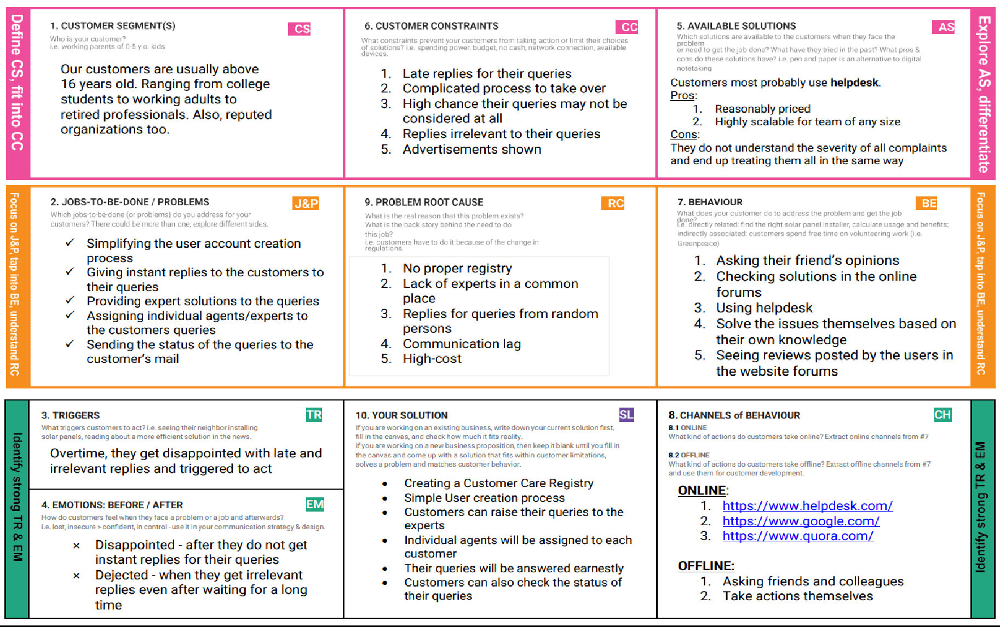 Define CS, fit into CC
1. CUSTOMER SEGMENT(S)
CS
Who is your customer?
i.e. working parents of 0-5 y.o. kids
Our customers are usually above
16 years old. Ranging from college
students to working adults to
retired professionals. Also, reputed
organizations too.
6. CUSTOMER CONSTRAINTS
CC
What constraints prevent your customers from taking action or limit their choices
of solutions? i.e. spending power, budget, no cash, network connection, available
devices.
1. Late replies for their queries
2. Complicated process to take over
3. High chance their queries may not be
considered at all
4. Replies irrelevant to their queries
5. Advertisements shown
5. AVAILABLE SOLUTIONS
AS
Which solutions are available to the customers when they face the
problem
or need to get the job done? What have they tried in the past? What pros &
cons do these solutions have? i.e. pen and paper is an alternative to digital
notetaking
Customers most probably use helpdesk.
Pros:
1. Reasonably priced
2. Highly scalable for team of any size
Cons:
They do not understand the severity of all complaints
and end up treating them all in the same way
Explore AS, differentiate
Focus on J&P, tap into BE, understand RC
2. JOBS-TO-BE-DONE / PROBLEMS
J&P
Which jobs-to-be-done (or problems) do you address for your
customers? There could be more than one; explore different sides.
✓ Simplifying the user account creation
process
✓ Giving instant replies to the customers to
their queries
✓ Providing expert solutions to the queries
✓ Assigning individual agents/experts to
the customers queries
✓ Sending the status of the queries to the
customer’s mail
9. PROBLEM ROOT CAUSE
RC
What is the real reason that this problem exists?
What is the back story behind the need to do
this job?
i.e. customers have to do it because of the change in
regulations.
1. No proper registry
2. Lack of experts in a common
place
3. Replies for queries from random
persons
4. Communication lag
5. High-cost
7. BEHAVIOUR
BE
What does your customer do to address the problem and get the job
done?
i.e. directly related: find the right solar panel installer, calculate usage and benefits;
indirectly associated: customers spend free time on volunteering work (i.e.
Greenpeace)
1. Asking their friend’s opinions
2. Checking solutions in the online
forums
3. Using helpdesk
4. Solve the issues themselves based on
their own knowledge
5. Seeing reviews posted by the users in
the website forums
Focus on J&P, tap into BE, understand RC
Identify strong TR & EM
3. TRIGGERS
TR
What triggers customers to act? i.e. seeing their neighbor installing
solar panels, reading about a more efficient solution in the news.
Overtime, they get disappointed with late and
irrelevant replies and triggered to act
4. EMOTIONS: BEFORE / AFTER
EM
How do customers feel when they face a problem or a job and afterwards?
i.e. lost, insecure > confident, in control - use it in your communication strategy & design.
× Disappointed - after they do not get
instant replies for their queries
× Dejected - when they get irrelevant
replies even after waiting for a long
time
10. YOUR SOLUTION
SL
If you are working on an existing business, write down your current solution first,
fill in the canvas, and check how much it fits reality.
If you are working on a new business proposition, then keep it blank until you fill in
the canvas and come up with a solution that fits within customer limitations,
solves a problem and matches customer behavior.
• Creating a Customer Care Registry
• Simple User creation process
• Customers can raise their queries to the
experts
• Individual agents will be assigned to each
customer
• Their queries will be answered earnestly
• Customers can also check the status of
their queries
8. CHANNELS of BEHAVIOUR
CH
8.1 ONLINE
What kind of actions do customers take online? Extract online channels from #7
8.2 OFFLINE
What kind of actions do customers take offline? Extract offline channels from #7
and use them for customer development.
ONLINE:
1. https://www.helpdesk.com/
2. https://www.google.com/
3. https://www.quora.com/
OFFLINE:
1. Asking friends and colleagues
2. Take actions themselves
Identify strong TR & EM